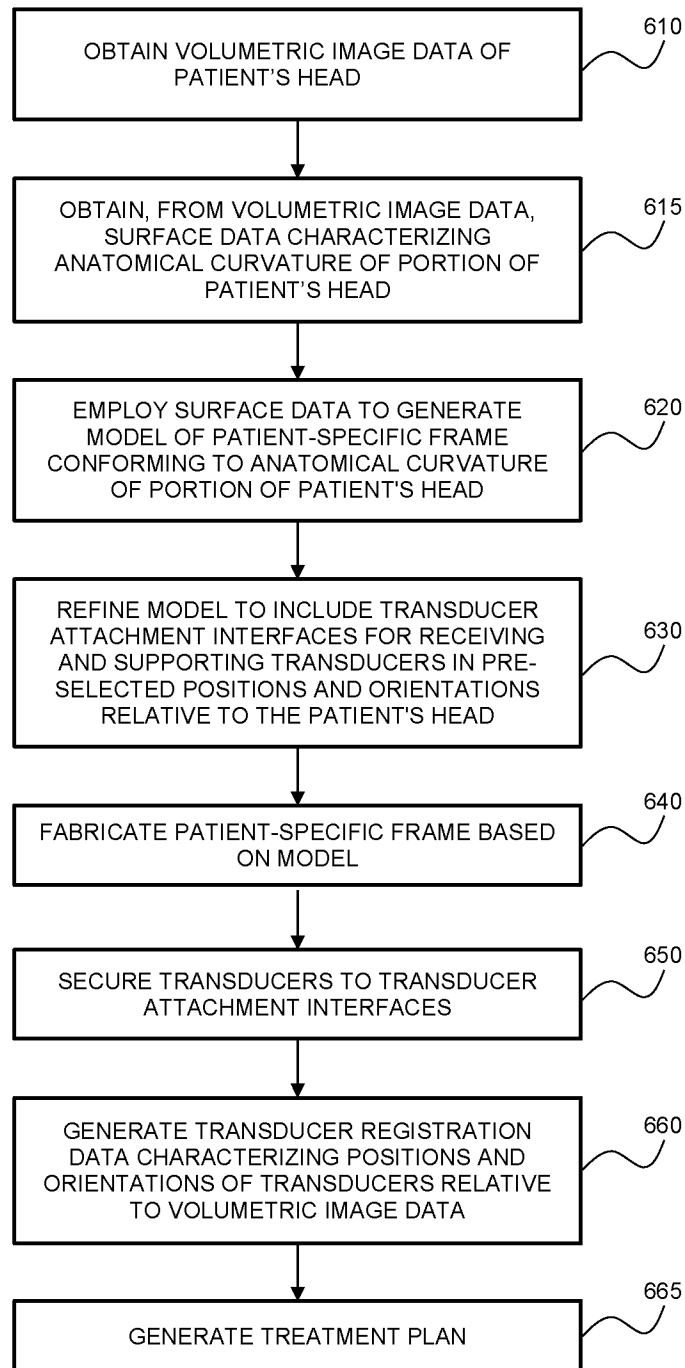 610
OBTAIN VOLUMETRIC IMAGE DATA OF
PATIENT'S HEAD
615
OBTAIN, FROM VOLUMETRIC IMAGE DATA,
SURFACE DATA CHARACTERIZING
ANATOMICAL CURVATURE OF PORTION OF
PATIENT'S HEAD
620
EMPLOY SURFACE DATA TO GENERATE
MODEL OF PATIENT-SPECIFIC FRAME
CONFORMING TO ANATOMICAL CURVATURE
OF PORTION OF PATIENT'S HEAD
630
REFINE MODEL TO INCLUDE TRANSDUCER
ATTACHMENT INTERFACES FOR RECEIVING
AND SUPPORTING TRANSDUCERS IN PRE-
SELECTED POSITIONS AND ORIENTATIONS
RELATIVE TO THE PATIENT'S HEAD
640
FABRICATE PATIENT-SPECIFIC FRAME BASED
ON MODEL
650
SECURE TRANSDUCERS TO TRANSDUCER
ATTACHMENT INTERFACES
660
GENERATE TRANSDUCER REGISTRATION
DATA CHARACTERIZING POSITIONS AND
ORIENTATIONS OF TRANSDUCERS RELATIVE
TO VOLUMETRIC IMAGE DATA
665
GENERATE TREATMENT PLAN